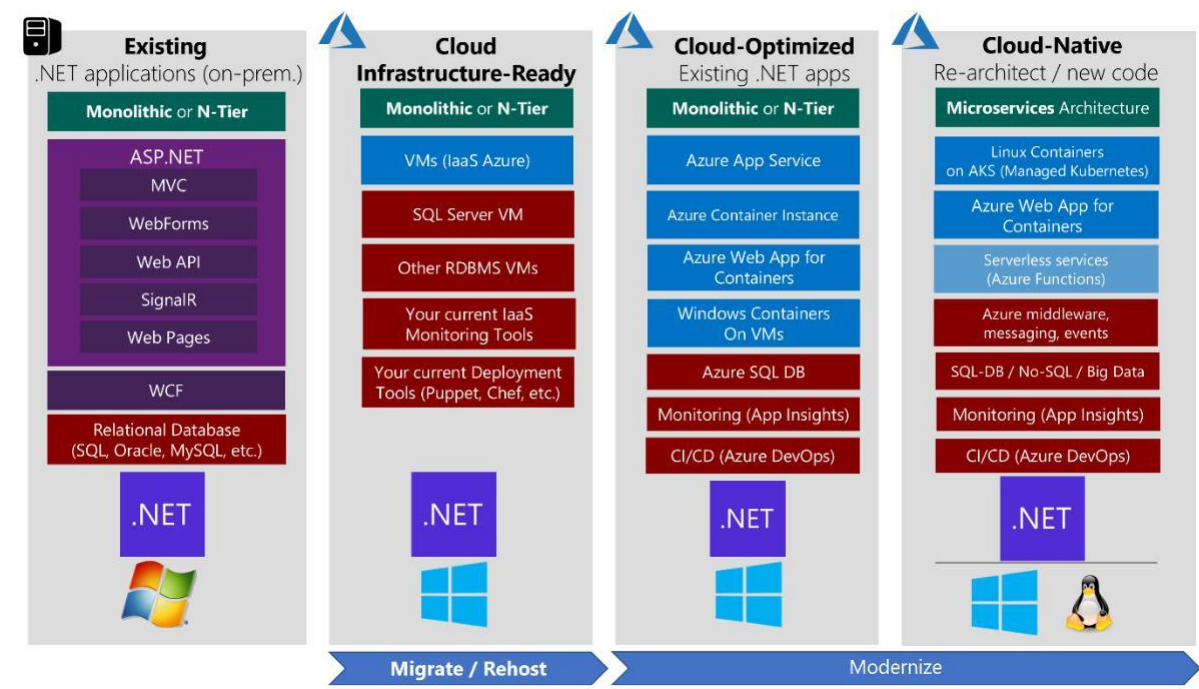 Existing
.NET applications (on-prem.)
Monolithic or N-Tier
ASP.NET
MVC
WebForms
Web API
SignalR
Web Pages
WCF
Relational Database
(SQL, Oracle, MySQL, etc.)
.NET
Cloud
Infrastructure-Ready
Monolithic or N-Tier
VMs (IaaS Azure)
SQL Server VM
Other RDBMS VMs
Your current IaaS
Monitoring Tools
Your current Deployment
Tools (Puppet, Chef, etc.)
.NET
Cloud-Optimized
Existing .NET apps
Monolithic or N-Tier
Azure App Service
Azure Container Instance
Azure Web App for
Containers
Windows Containers
On VMs
Azure SQL DB
Monitoring (App Insights)
CI/CD (Azure DevOps)
.NET
Cloud-Native
Re-architect / new code
Microservices Architecture
Linux Containers
on AKS (Managed Kubernetes)
Azure Web App for
Containers
Serverless services
(Azure Functions)
Azure middleware,
messaging, events
SQL-DB / No-SQL / Big Data
Monitoring (App Insights)
CI/CD (Azure DevOps)
.NET
Migrate / Rehost
Modernize